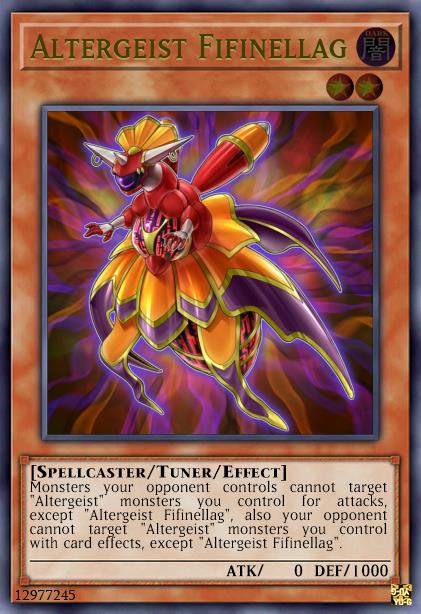 ALTERGEIST FIFINELLAG
DARK
闇
[SPELLCASTER/TUNER/EFFECT]
Monsters your opponent controls cannot target
"Altergeist" monsters you control for attacks,
except "Altergeist Fifinellag", also your opponent
cannot target "Altergeist" monsters you control
with card effects, except "Altergeist Fifinellag".
ATK/ 0 DEF/1000
12977245